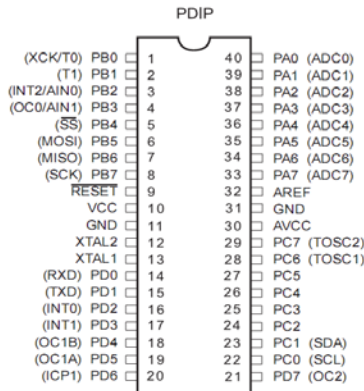 PDIP
(XCK/T0) PB0 1 40 PA0 (ADC0)
(T1) PB1 2 39 PA1 (ADC1)
(INT2/AIN0) PB2 3 38 PA2 (ADC2)
(OC0/AIN1) PB3 4 37 PA3 (ADC3)
(SS) PB4 5 36 PA4 (ADC4)
(MOSI) PB5 6 35 PA5 (ADC5)
(MISO) PB6 7 34 PA6 (ADC6)
(SCK) PB7 8 33 PA7 (ADC7)
RESET 9 32 AREF
VCC 10 31 GND
GND 11 30 AVCC
XTAL2 12 29 PC7 (TOSC2)
XTAL1 13 28 PC6 (TOSC1)
(RXD) PD0 14 27 PC5
(TXD) PD1 15 26 PC4
(INT0) PD2 16 25 PC3
(INT1) PD3 17 24 PC2
(OC1B) PD4 18 23 PC1 (SDA)
(OC1A) PD5 19 22 PC0 (SCL)
(ICP1) PD6 20 21 PD7 (OC2)